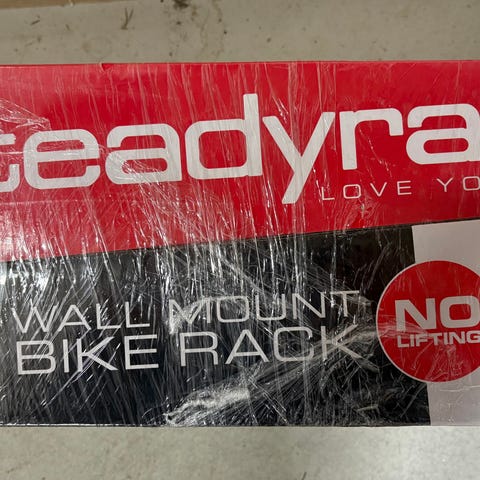 teadyra
LOVE YO
WALL MOUNT
BIKE RACK
NO
LIFTING